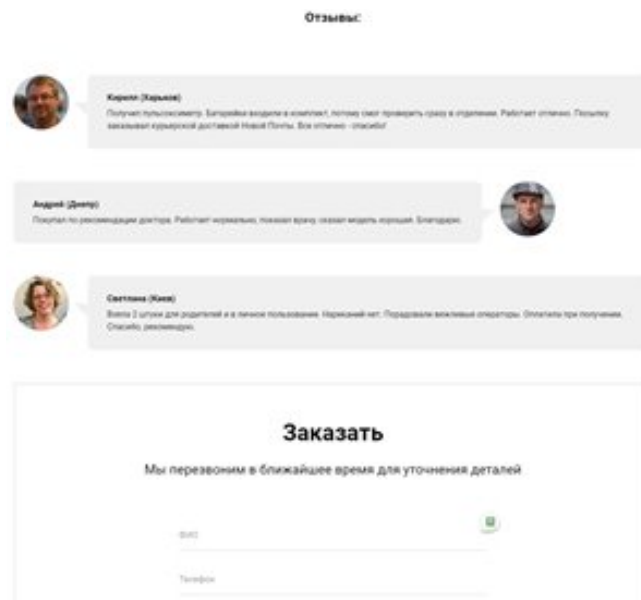 Отзывы:
Кирилл (Харьков)
Получил пульсоксиметр. Батарейки входили в комплект, потому смог проверить сразу в отделении. Работает отлично. Посылку
заказывал курьерской доставкой Новой Почты. Все отлично - спасибо!
Андрей (Днепр)
Покупал по рекомендации доктора. Работает нормально, показал врачу, сказал модель хорошая. Благодарю.
Светлана (Киев)
Взяла 2 штуки для родителей и в личное пользование. Нареканий нет. Порадовали вежливые операторы. Оплатила при получении.
Спасибо, рекомендую.
Заказать
Мы перезвоним в ближайшее время для уточнения деталей
ФИО
Телефон